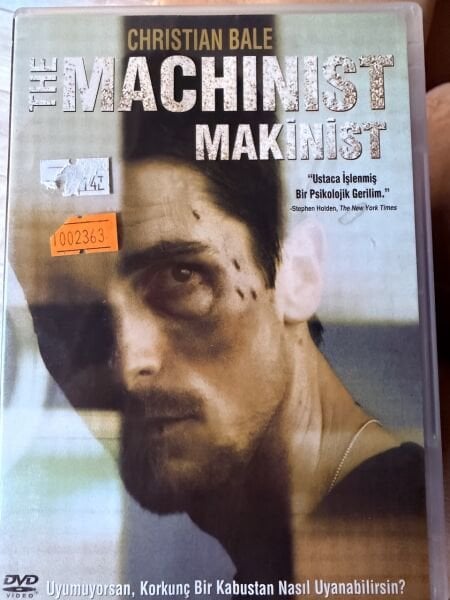 CHRISTIAN BALE
THE MACHINIST
MAKİNİST
"Ustaca İşlenmiş
Bir Psikolojik Gerilim."
-Stephen Holden, The New York Times
1002363
DVD
VIDEO
Uyumuyorsan, Korkunç Bir Kabustan Nasıl Uyanabilirsin?